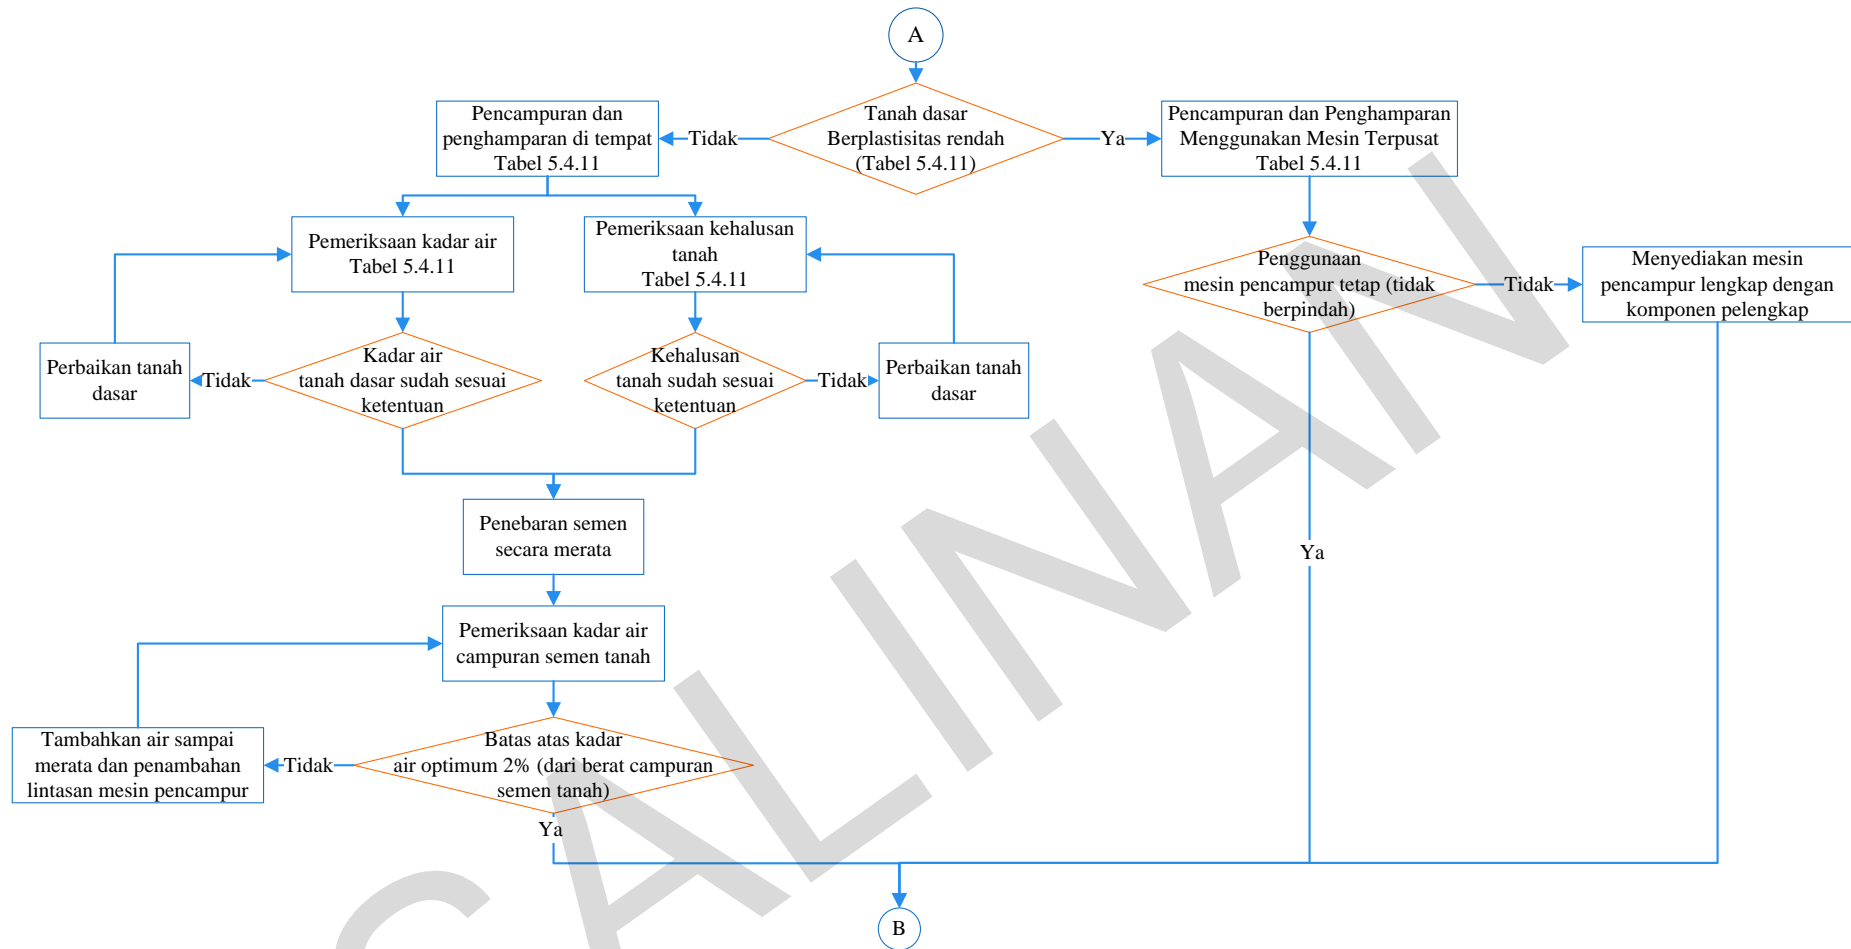 A
Tanah dasar
Berplastisitas rendah
(Tabel 5.4.11)
Tidak
Ya
Pencampuran dan
penghamparan di tempat
Tabel 5.4.11
Pencampuran dan Penghamparan
Menggunakan Mesin Terpusat
Tabel 5.4.11
Pemeriksaan kadar air
Tabel 5.4.11
Pemeriksaan kehalusan
tanah
Tabel 5.4.11
Penggunaan
mesin pencampur tetap (tidak
berpindah)
Tidak
Menyediakan mesin
pencampur lengkap dengan
komponen pelengkap
Perbaikan tanah
dasar
Tidak
Kadar air
tanah dasar sudah sesuai
ketentuan
Kehalusan
tanah sudah sesuai
ketentuan
Tidak
Perbaikan tanah
dasar
Penebaran semen
secara merata
Ya
Pemeriksaan kadar air
campuran semen tanah
Tambahkan air sampai
merata dan penambahan
lintasan mesin pencampur
Tidak
Batas atas kadar
air optimum 2% (dari berat campuran
semen tanah)
Ya
B
SALINAN